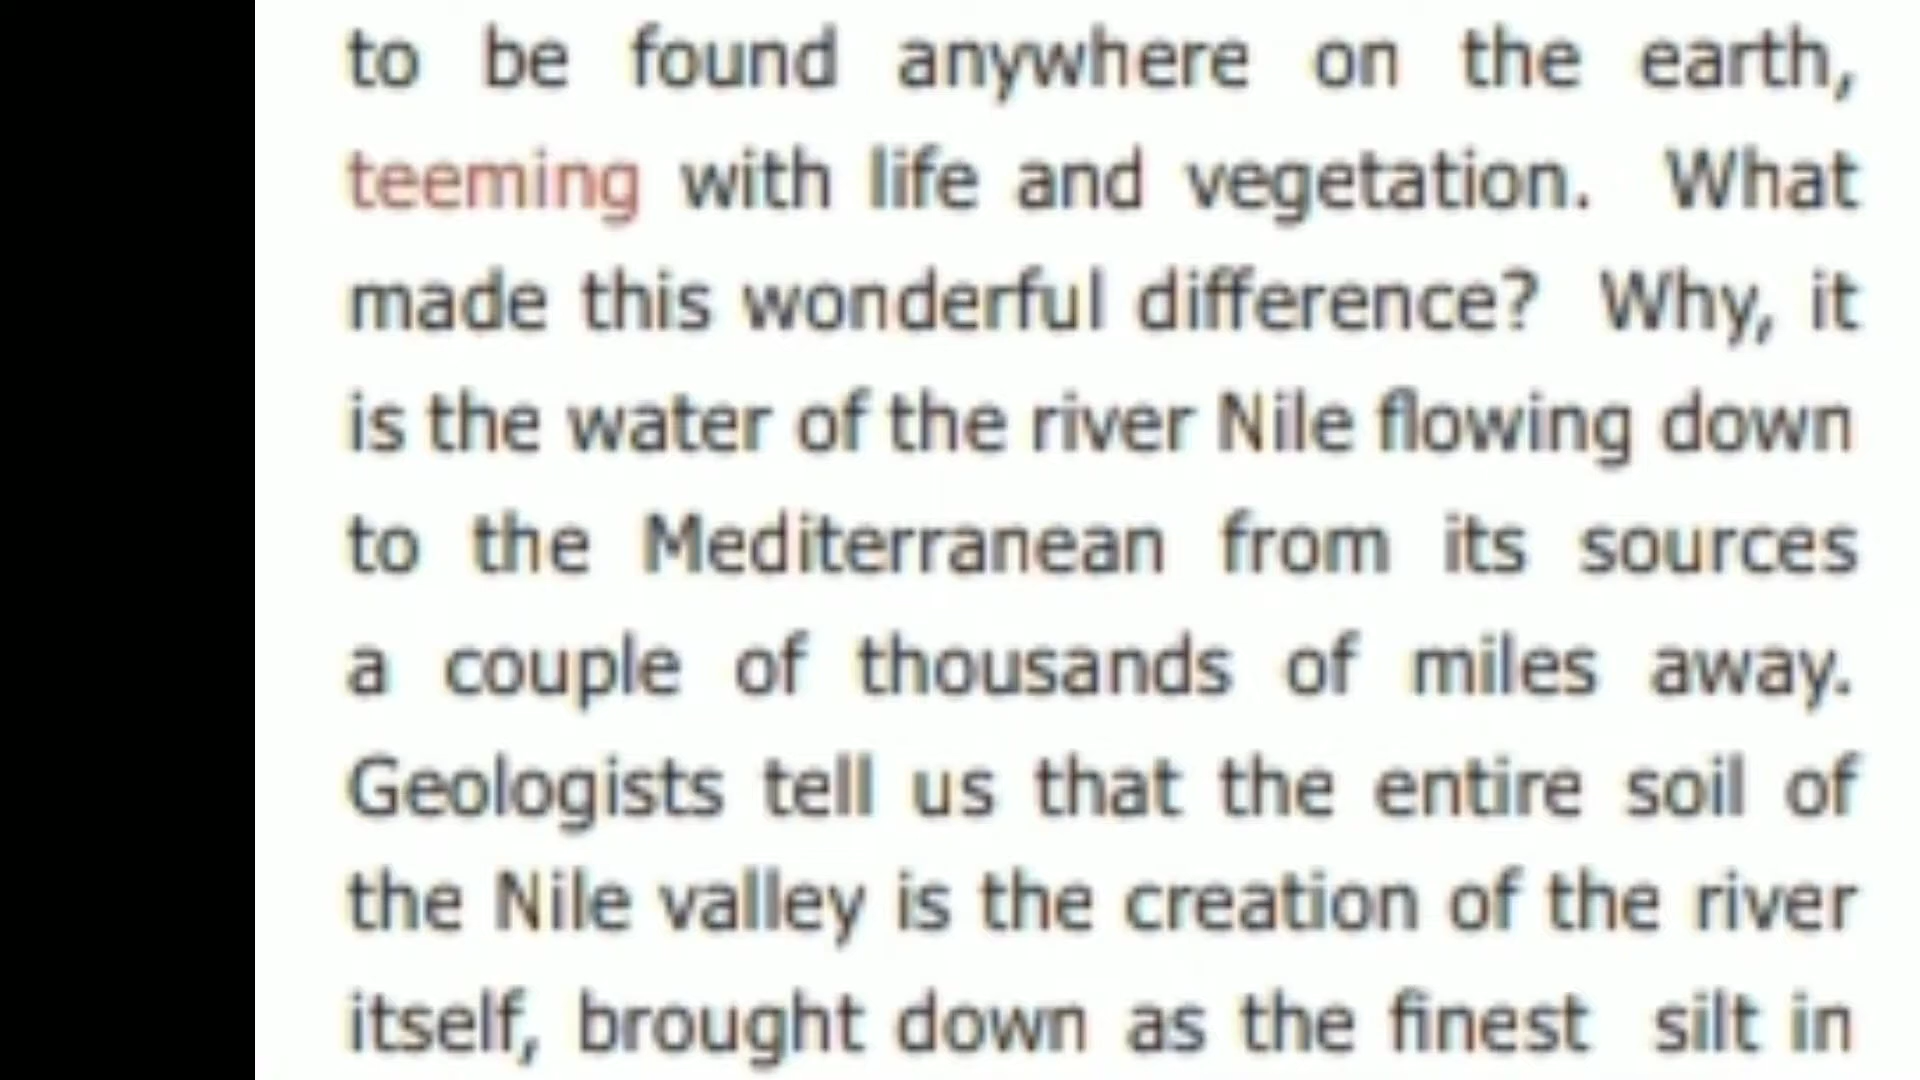 to be found anywhere on the earth,
teeming with life and vegetation. What
made this wonderful difference? Why, it
is the water of the river Nile flowing down
to the Mediterranean from its sources
a couple of thousands of miles away.
Geologists tell us that the entire soil of
the Nile valley is the creation of the river
itself, brought down as the finest silt in